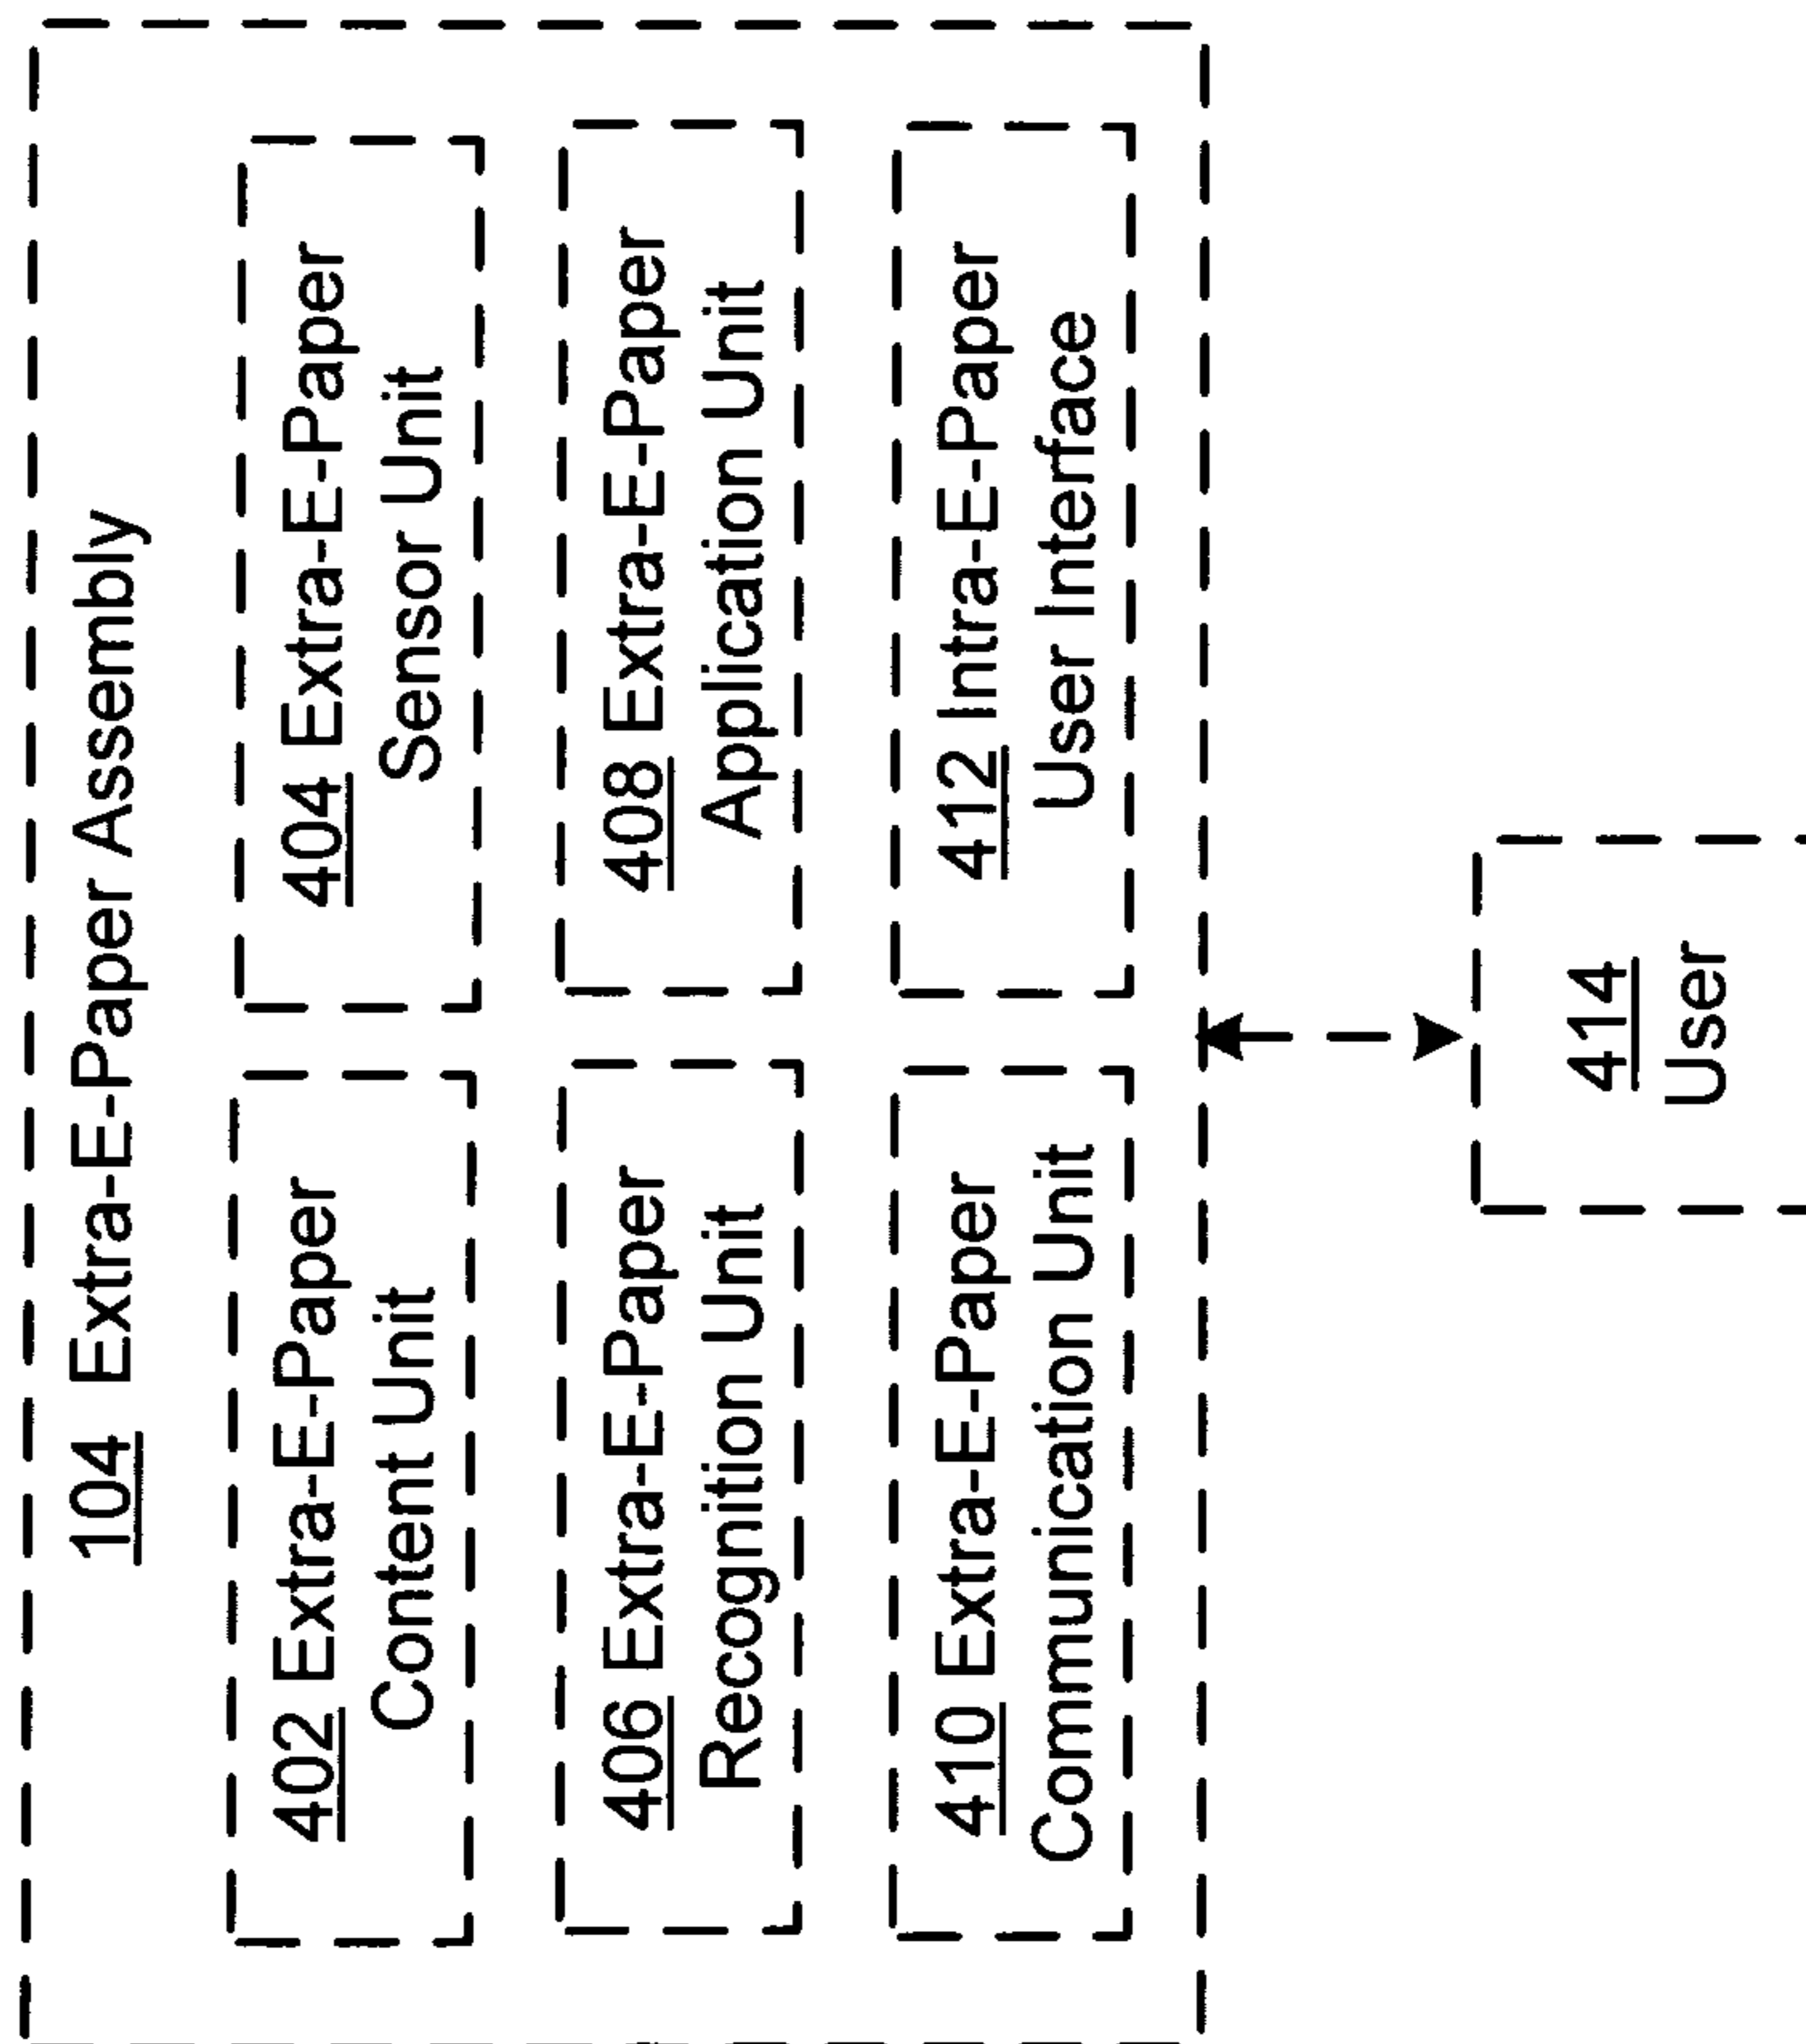 104 Extra-E-Paper Assembly
402 Extra-E-Paper
Content Unit
404 Extra-E-Paper
Sensor Unit
406 Extra-E-Paper
Recognition Unit
408 Extra-E-Paper
Application Unit
410 Extra-E-Paper
Communication Unit
412 Intra-E-Paper
User Interface
414
User